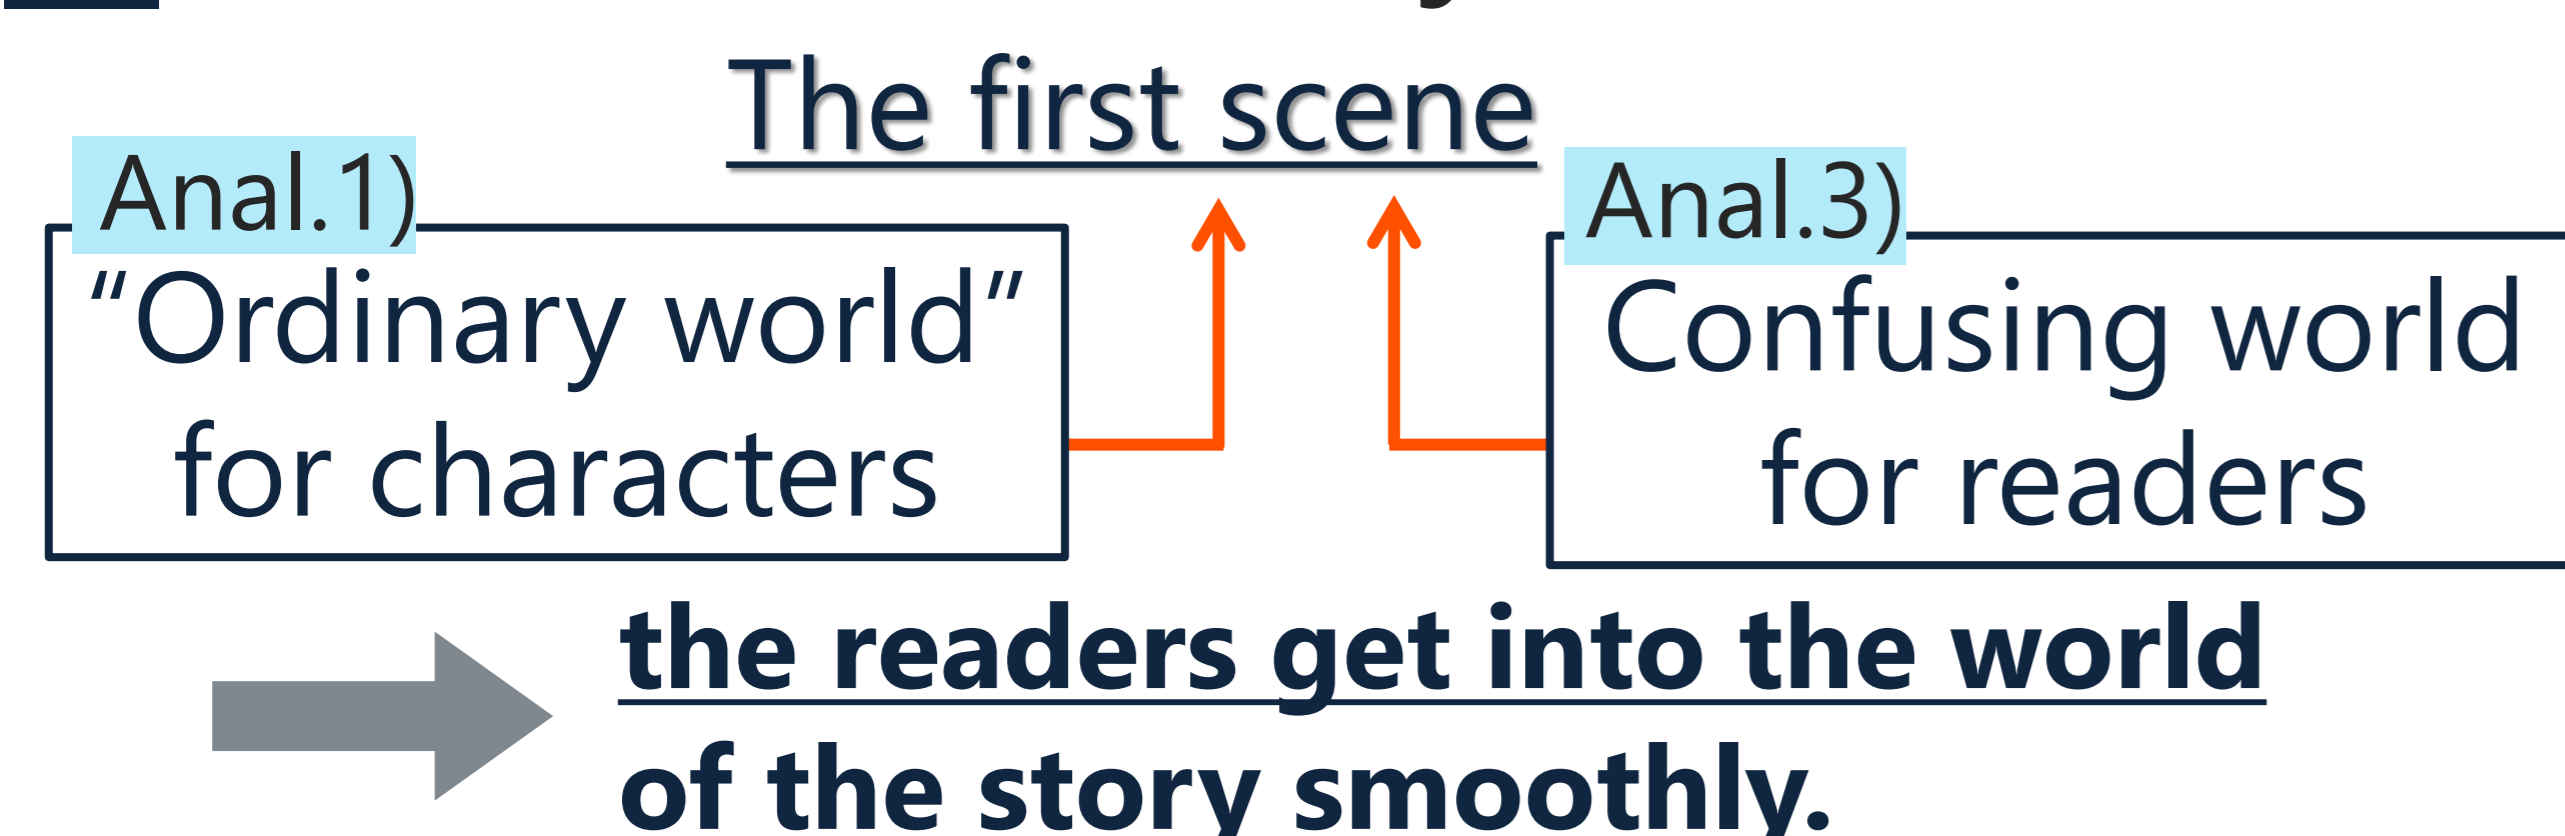 The first scene
Anal.1)
“Ordinary world”
for characters
Anal.3)
Confusing world
for readers
the readers get into the world
of the story smoothly.